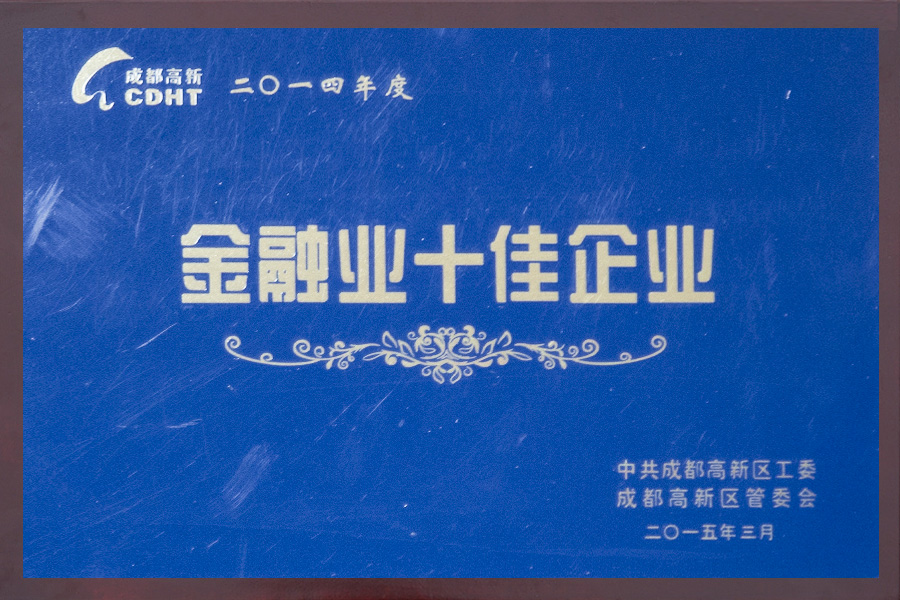 成都高新
CDHT
二〇一四年度
金融业十佳企业
中共成都高新区工委
成都高新区管委会
二〇一五年三月